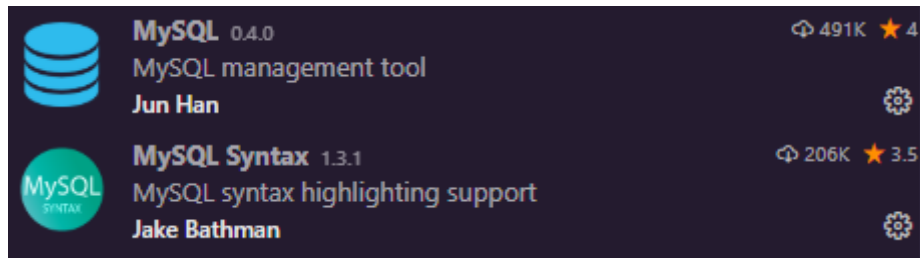 MySQL 0.4.0 491K 4
MySQL management tool
Jun Han
MySQL Syntax 1.3.1 206K 3.5
MySQL
SYNTAX
MySQL syntax highlighting support
Jake Bathman